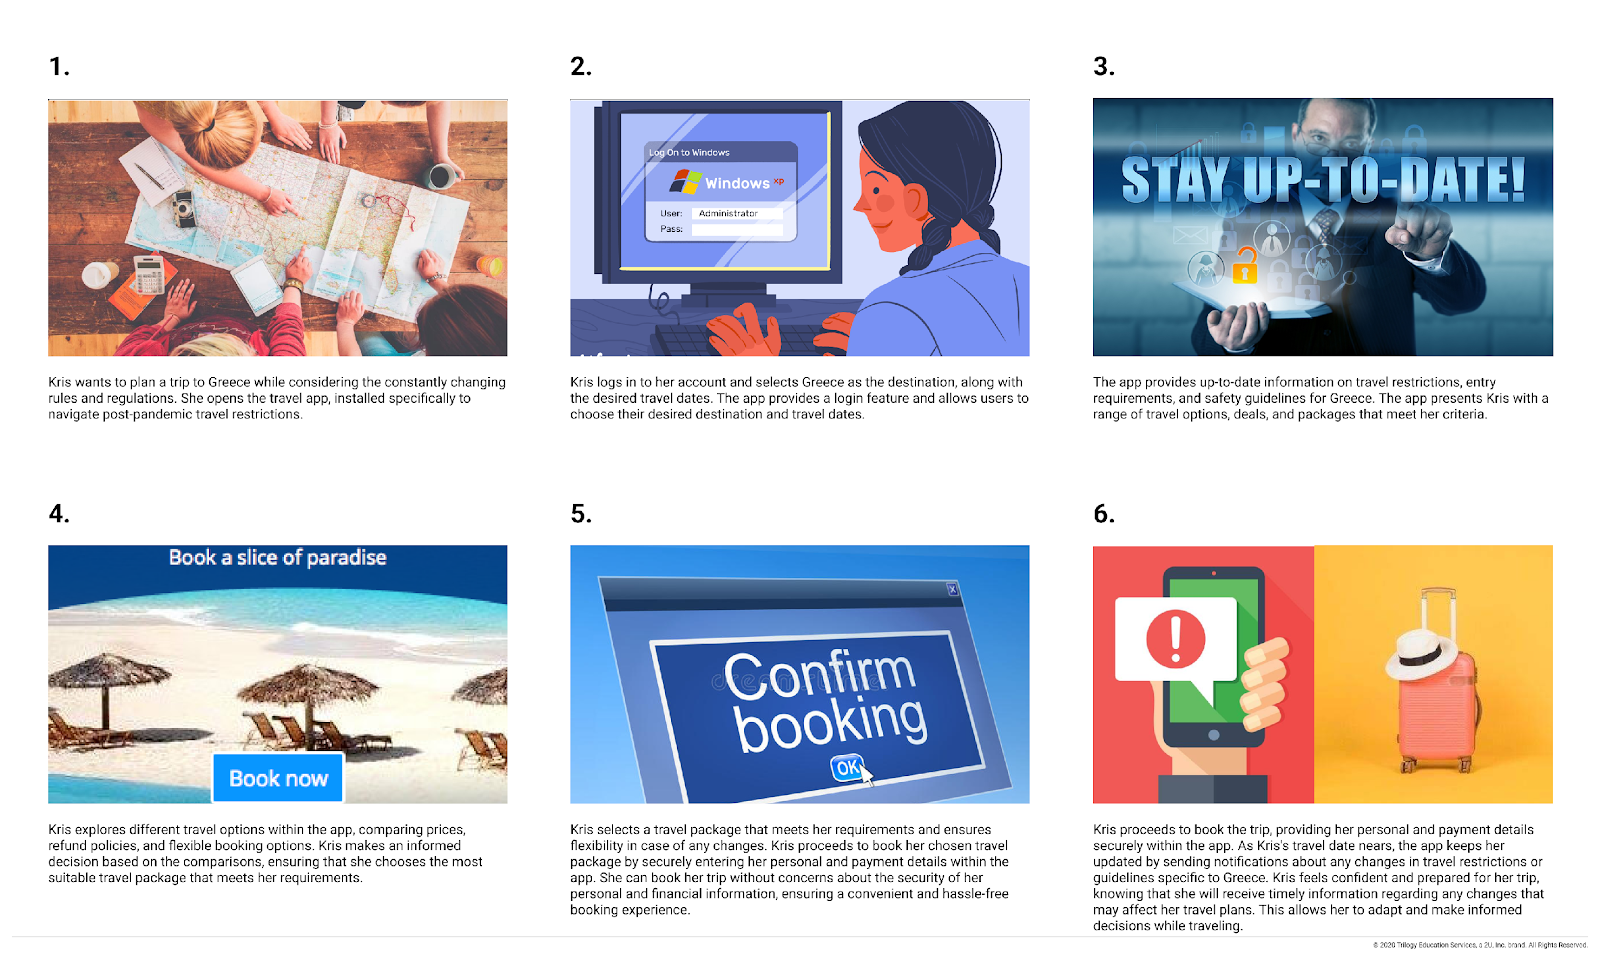 1.
Log On to Windows
Windows xp
User: Administrator
Pass:
Kris wants to plan a trip to Greece while considering the constantly changing
rules and regulations. She opens the travel app, installed specifically to
navigate post-pandemic travel restrictions.
2.
Kris logs in to her account and selects Greece as the destination, along with
the desired travel dates. The app provides a login feature and allows users to
choose their desired destination and travel dates.
3.
STAY UP-TO-DATE!
The app provides up-to-date information on travel restrictions, entry
requirements, and safety guidelines for Greece. The app presents Kris with a
range of travel options, deals, and packages that meet her criteria.
4.
Book a slice of paradise
Book now
Kris explores different travel options within the app, comparing prices,
refund policies, and flexible booking options. Kris makes an informed
decision based on the comparisons, ensuring that she chooses the most
suitable travel package that meets her requirements.
5.
X
Confirm
booking
OK
dreamstime
Kris selects a travel package that meets her requirements and ensures
flexibility in case of any changes. Kris proceeds to book her chosen travel
package by securely entering her personal and payment details within the
app. She can book her trip without concerns about the security of her
personal and financial information, ensuring a convenient and hassle-free
booking experience.
6.
!
Kris proceeds to book the trip, providing her personal and payment details
securely within the app. As Kris's travel date nears, the app keeps her
updated by sending notifications about any changes in travel restrictions or
guidelines specific to Greece. Kris feels confident and prepared for her trip,
knowing that she will receive timely information regarding any changes that
may affect her travel plans. This allows her to adapt and make informed
decisions while traveling.
© 2020 Trilogy Education Services, a 2U, Inc. brand. All Rights Reserved.